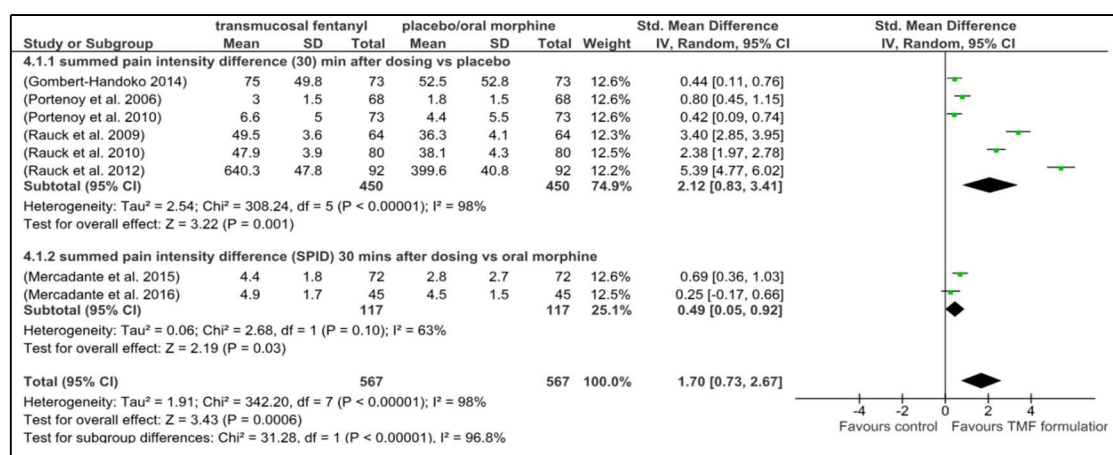 transmucosal fentanyl placebo/oral morphine Std. Mean Difference Std. Mean Difference
Study or Subgroup Mean SD Total Mean SD Total Weight IV, Random, 95% CI IV, Random, 95% CI
4.1.1 summed pain intensity difference (30) min after dosing vs placebo
(Gombert-Handoko 2014) 75 49.8 73 52.5 52.8 73 12.6% 0.44 [0.11, 0.76]
(Portenoy et al. 2006) 3 1.5 68 1.8 1.5 68 12.6% 0.80 [0.45, 1.15]
(Portenoy et al. 2010) 6.6 5 73 4.4 5.5 73 12.6% 0.42 [0.09, 0.74]
(Rauck et al. 2009) 49.5 3.6 64 36.3 4.1 64 12.3% 3.40 [2.85, 3.95]
(Rauck et al. 2010) 47.9 3.9 80 38.1 4.3 80 12.5% 2.38 [1.97, 2.78]
(Rauck et al. 2012) 640.3 47.8 92 399.6 40.8 92 12.2% 5.39 [4.77, 6.02]
Subtotal (95% CI) 450 450 74.9% 2.12 [0.83, 3.41]
Heterogeneity: Tau² = 2.54; Chi² = 308.24, df = 5 (P < 0.00001); I² = 98%
Test for overall effect: Z = 3.22 (P = 0.001)
4.1.2 summed pain intensity difference (SPID) 30 mins after dosing vs oral morphine
(Mercadante et al. 2015) 4.4 1.8 72 2.8 2.7 72 12.6% 0.69 [0.36, 1.03]
(Mercadante et al. 2016) 4.9 1.7 45 4.5 1.5 45 12.5% 0.25 [-0.17, 0.66]
Subtotal (95% CI) 117 117 25.1% 0.49 [0.05, 0.92]
Heterogeneity: Tau² = 0.06; Chi² = 2.68, df = 1 (P = 0.10); I² = 63%
Test for overall effect: Z = 2.19 (P = 0.03)
Total (95% CI) 567 567 100.0% 1.70 [0.73, 2.67]
Heterogeneity: Tau² = 1.91; Chi² = 342.20, df = 7 (P < 0.00001); I² = 98%
Test for overall effect: Z = 3.43 (P = 0.0006)
Test for subgroup differences: Chi² = 31.28, df = 1 (P < 0.00001), I² = 96.8%
-4 -2 0 2 4
Favours control Favours TMF formulation